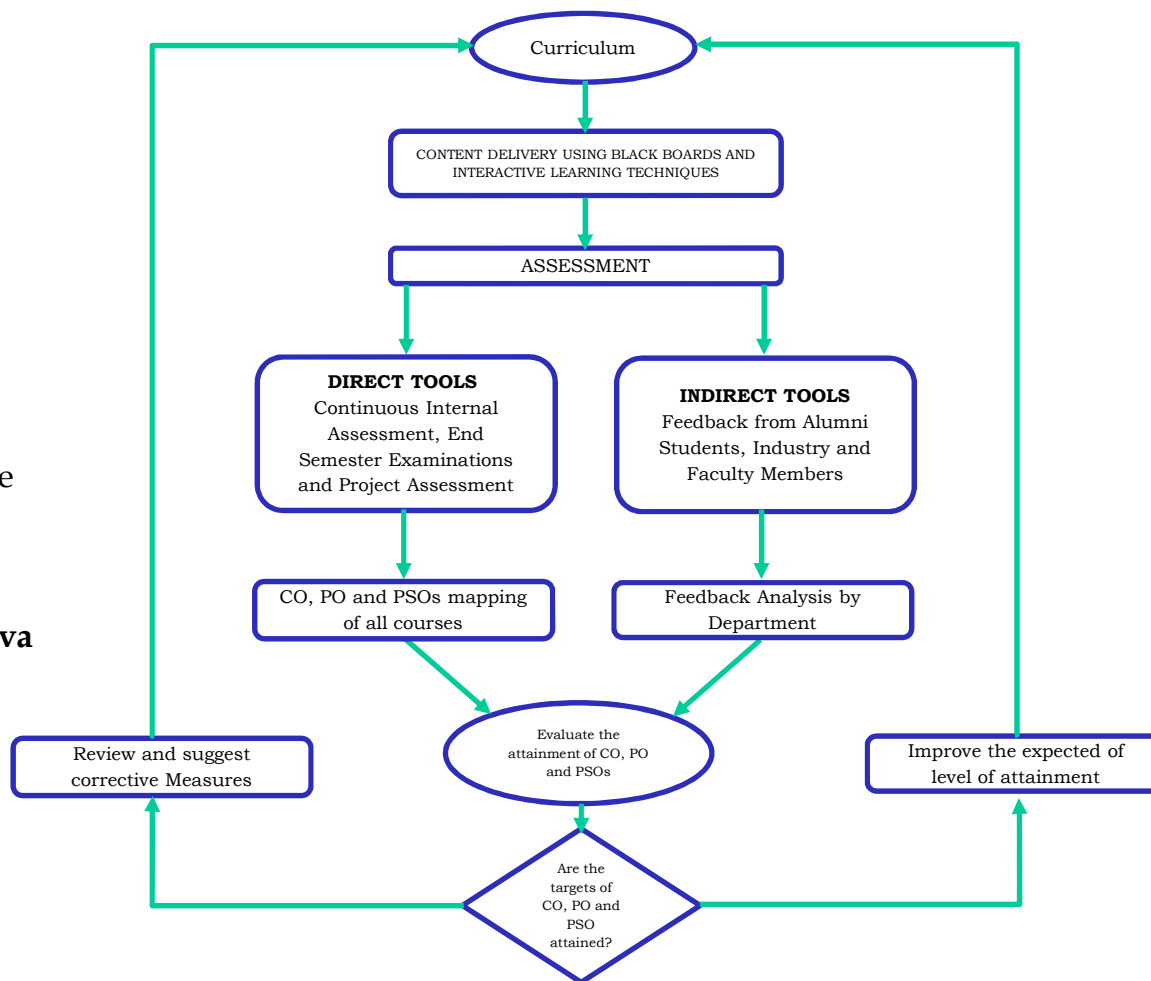 Curriculum
CONTENT DELIVERY USING BLACK BOARDS AND
INTERACTIVE LEARNING TECHNIQUES
ASSESSMENT
DIRECT TOOLS
Continuous Internal
Assessment, End
Semester Examinations
and Project Assessment
INDIRECT TOOLS
Feedback from Alumni
Students, Industry and
Faculty Members
e
CO, PO and PSOs mapping
of all courses
Feedback Analysis by
Department
va
Evaluate the
attainment of CO, PO
and PSOs
Review and suggest
corrective Measures
Improve the expected of
level of attainment
Are the
targets of
CO, PO and
PSO
attained?